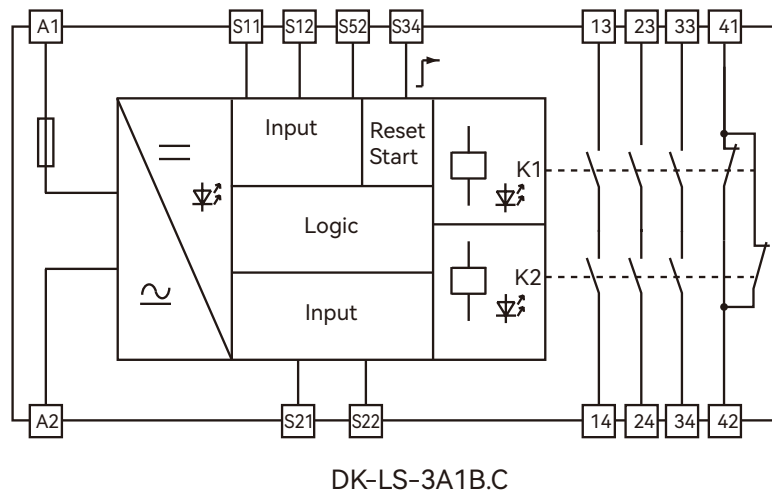 A1 S11 S12 S52 S34 13 23 33 41
Input
Reset
Start
K1
Logic
K2
Input
A2 S21 S22 14 24 34 42
DK-LS-3A1B.C